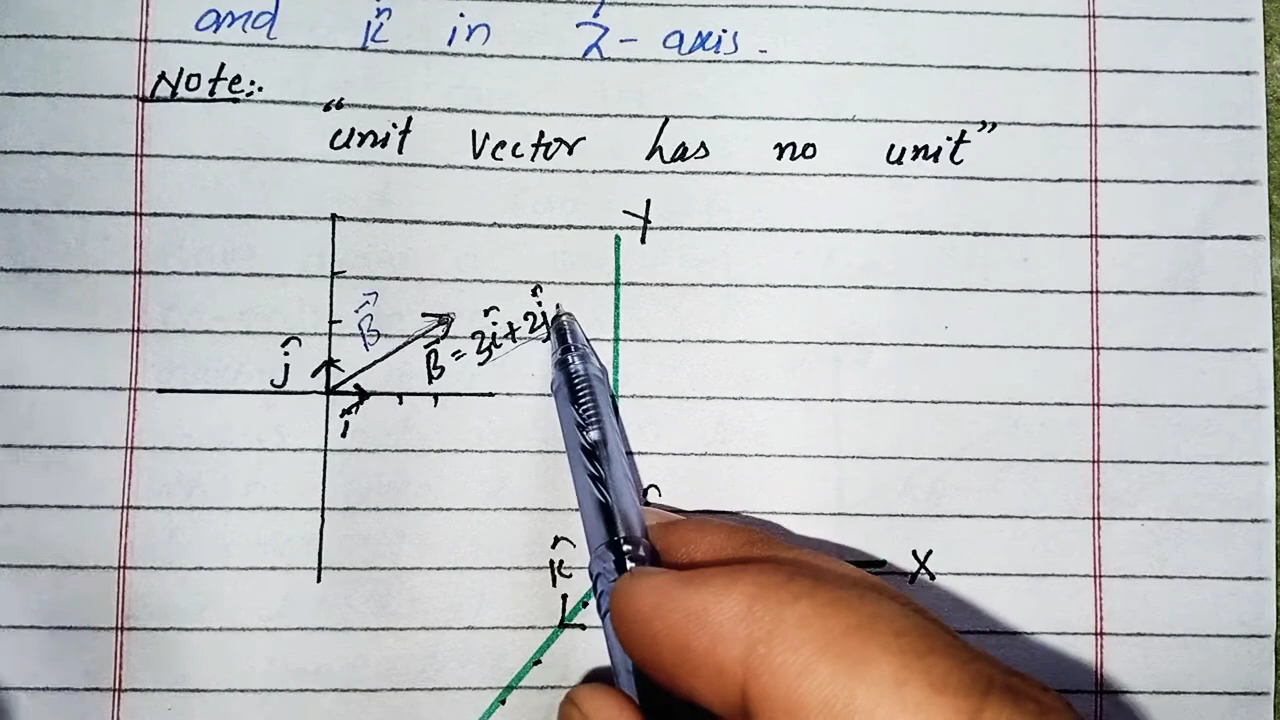 and k̂ in Z-axis.
Note:.
"unit vector has no unit"
Y
B⃗
B⃗ = 3î + 2ĵ
ĵ
î
k̂
X